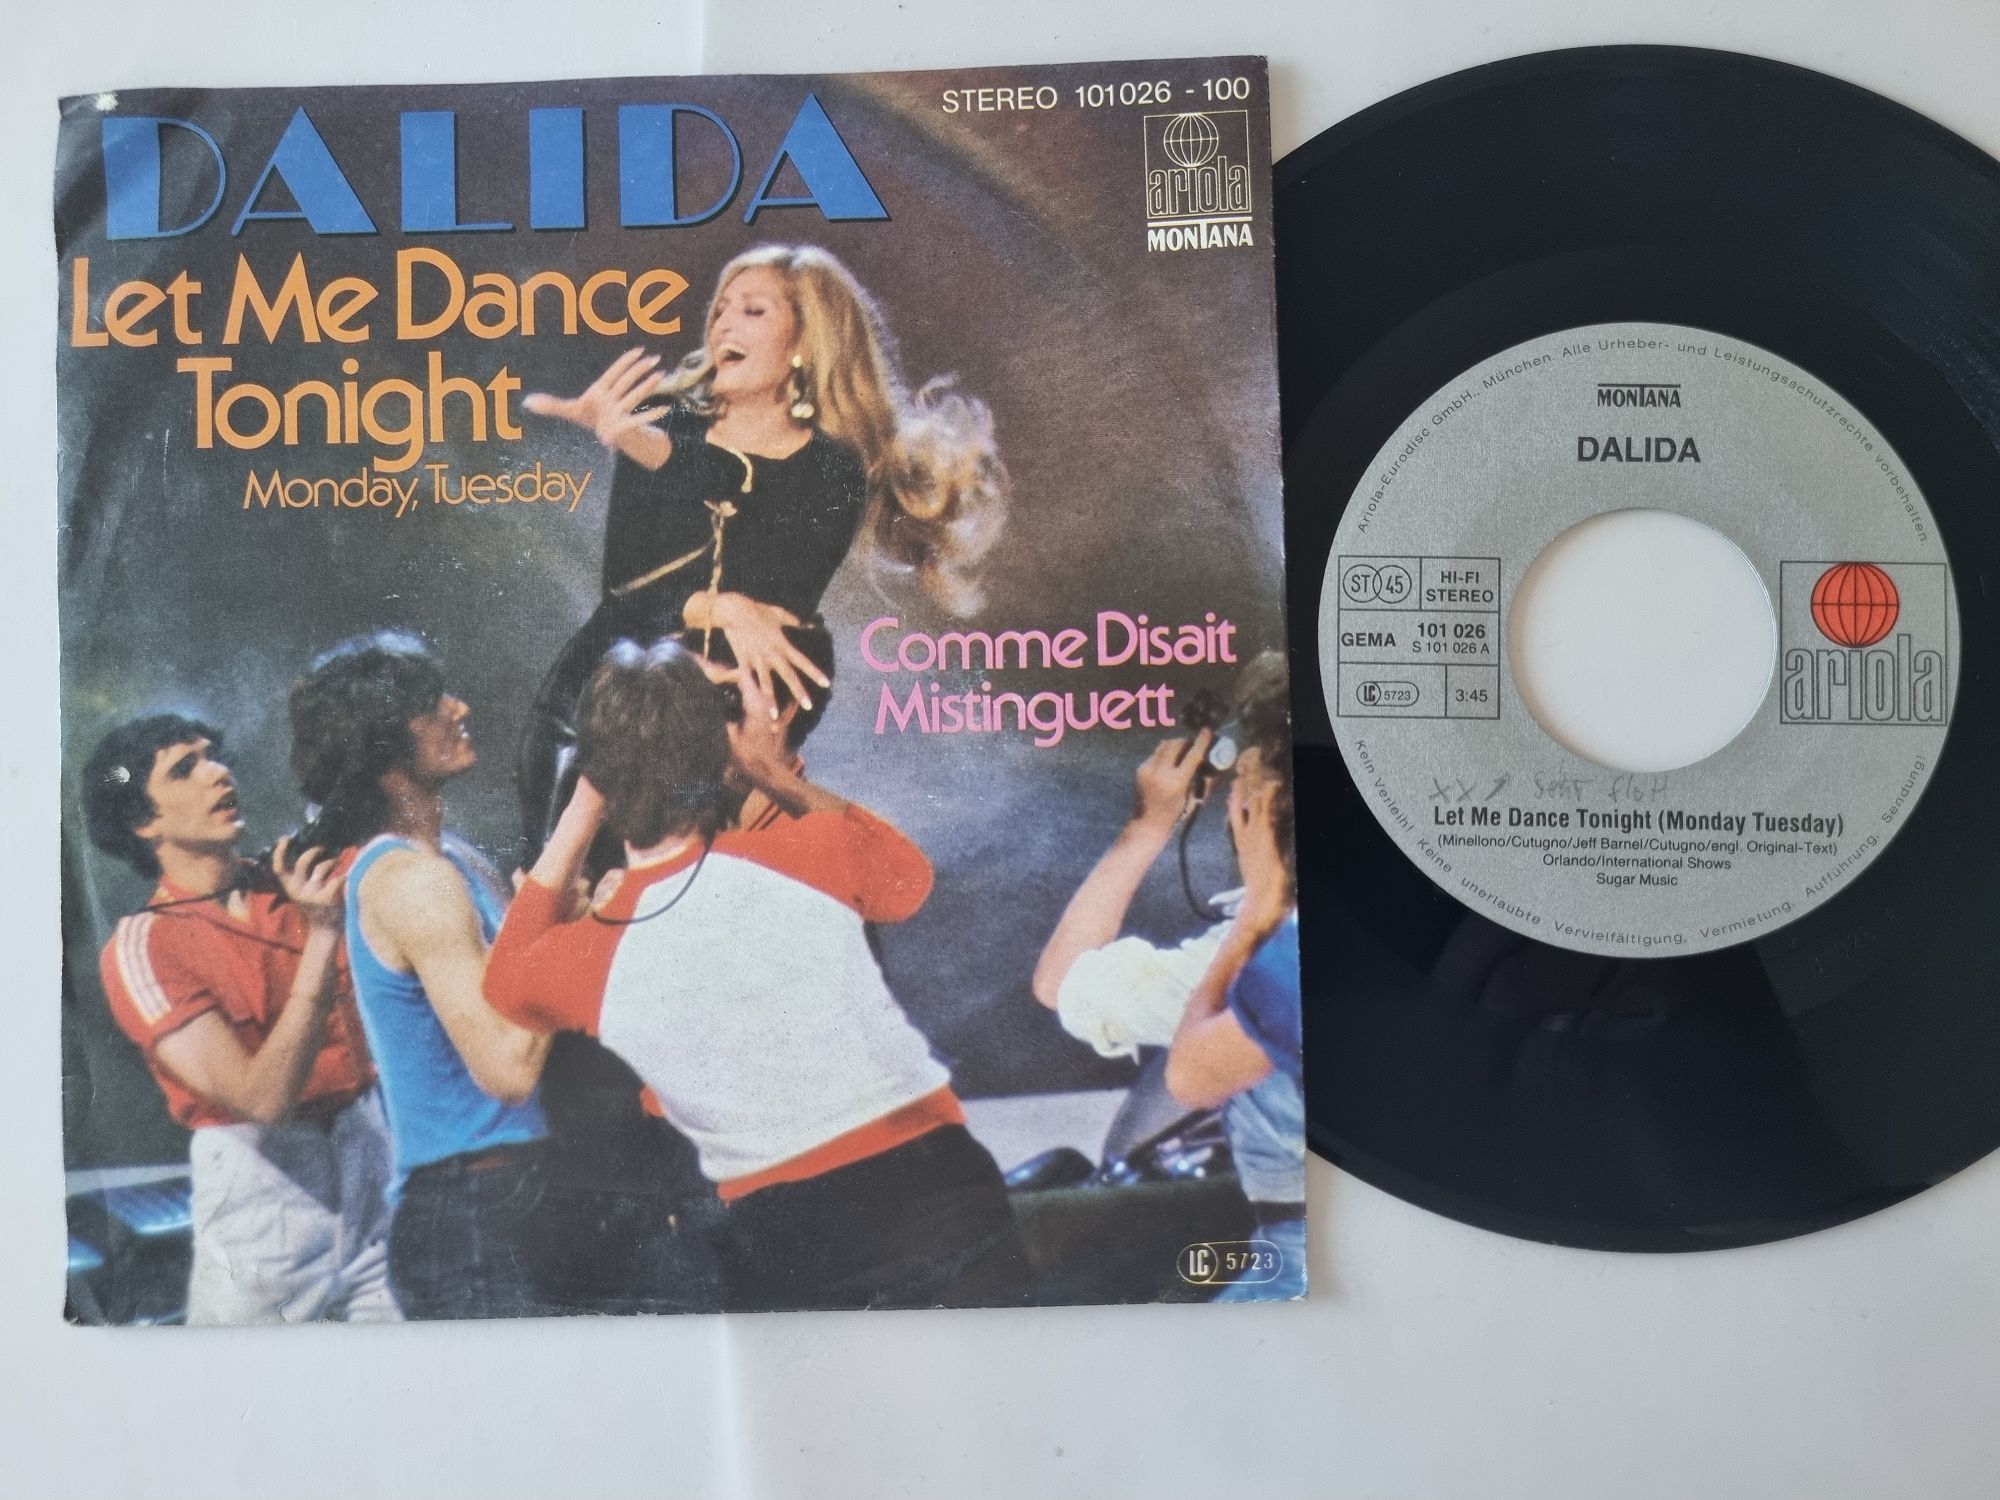 STEREO 101026 - 100
DALIDA
ariola
MONTANA
Let Me Dance
Tonight
Monday, Tuesday
Comme Disait
Mistinguett
LC 5723
Ariola-Eurodisc GmbH., München. Alle Urheber- und Leistungsschutzrechte vorbehalten.
MONTANA
DALIDA
ST 45
HI-FI
STEREO
GEMA
101 026
S 101 026 A
LC 5723
3:45
ariola
xx
Let Me Dance Tonight (Monday Tuesday)
(Minellono/Cutugno/Jeff Barnel/Cutugno/engl. Original-Text)
Orlando/International Shows
Sugar Music
Kein Verleih! Keine unerlaubte Vervielfältigung, Vermietung, Aufführung, Sendung!